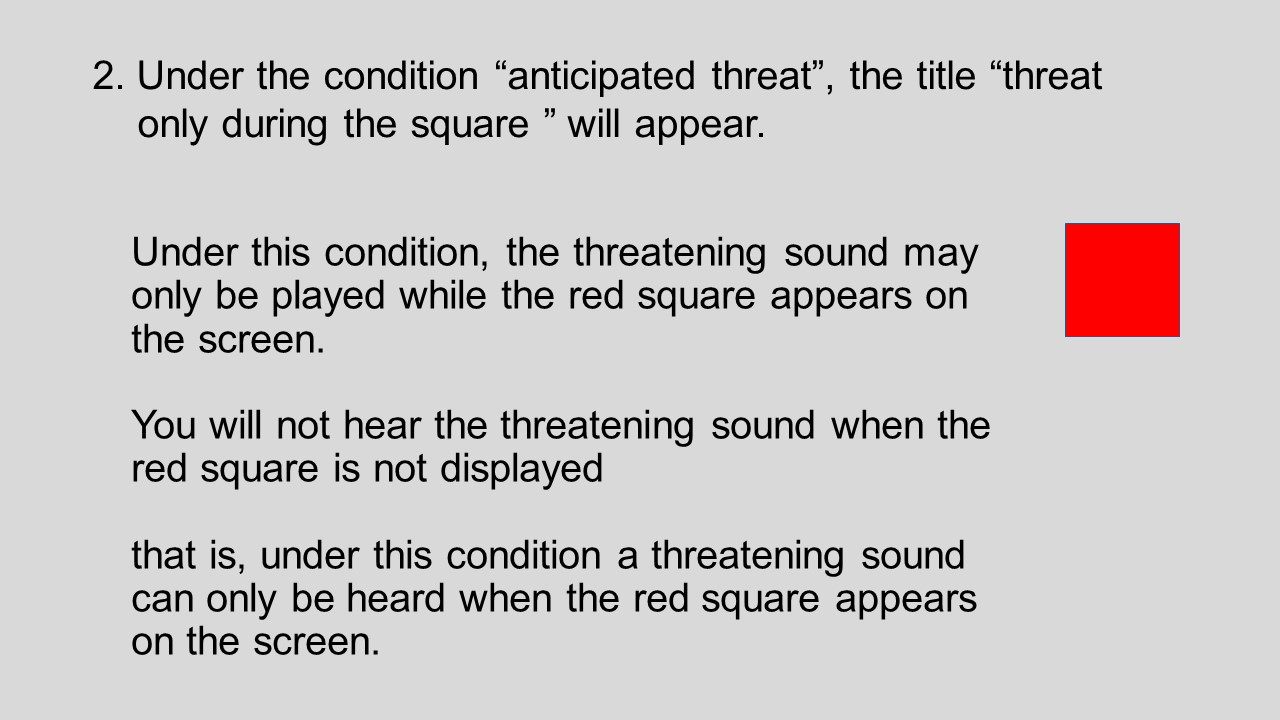 2. Under the condition “anticipated threat”, the title “threat
only during the square ” will appear.
Under this condition, the threatening sound may
only be played while the red square appears on
the screen.
You will not hear the threatening sound when the
red square is not displayed
that is, under this condition a threatening sound
can only be heard when the red square appears
on the screen.